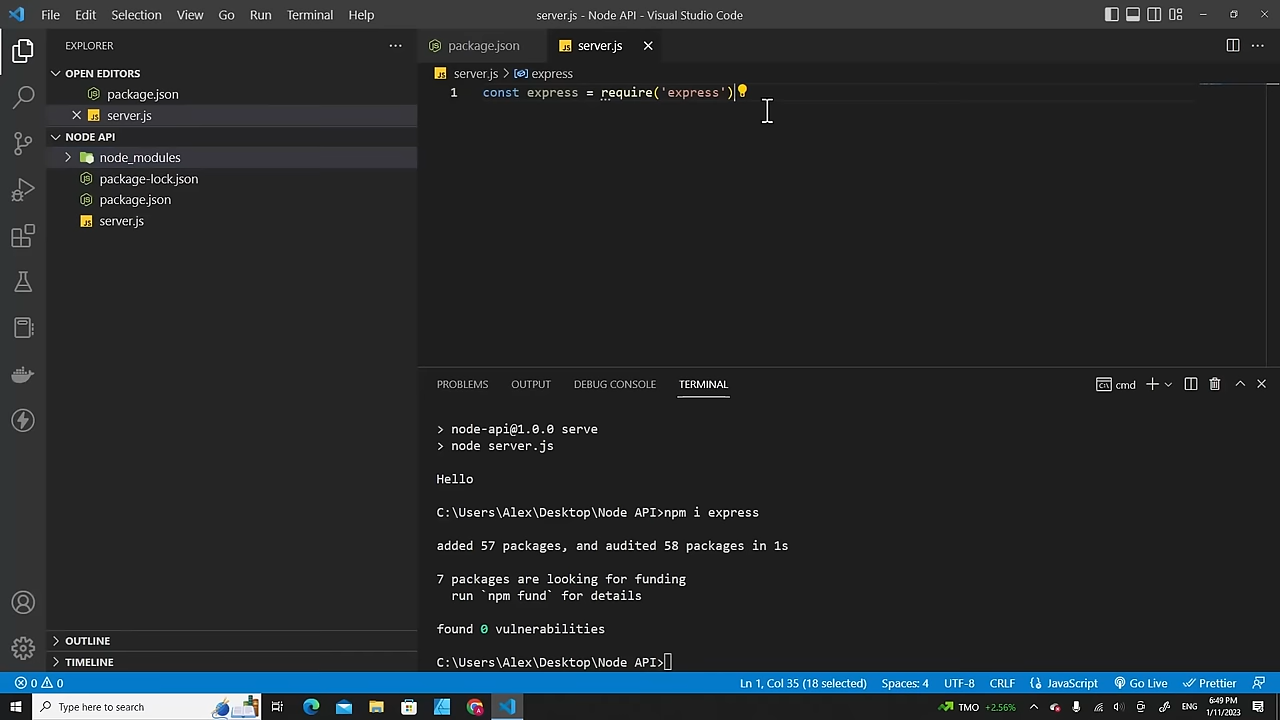 File Edit Selection View Go Run Terminal Help
server.js - Node API - Visual Studio Code
EXPLORER
OPEN EDITORS
package.json
JS server.js
NODE API
node_modules
package-lock.json
package.json
JS server.js
OUTLINE
TIMELINE
package.json
JS server.js
JS server.js > express
1 const express = require('express')
PROBLEMS OUTPUT DEBUG CONSOLE TERMINAL
cmd
> node-api@1.0.0 serve
> node server.js
Hello
C:\Users\Alex\Desktop\Node API>npm i express
added 57 packages, and audited 58 packages in 1s
7 packages are looking for funding
run `npm fund` for details
found 0 vulnerabilities
C:\Users\Alex\Desktop\Node API>
0 0
Ln 1, Col 35 (18 selected) Spaces: 4 UTF-8 CRLF {} JavaScript Go Live Prettier
Type here to search
TMO +2.56%
ENG
6:49 PM
1/11/2023